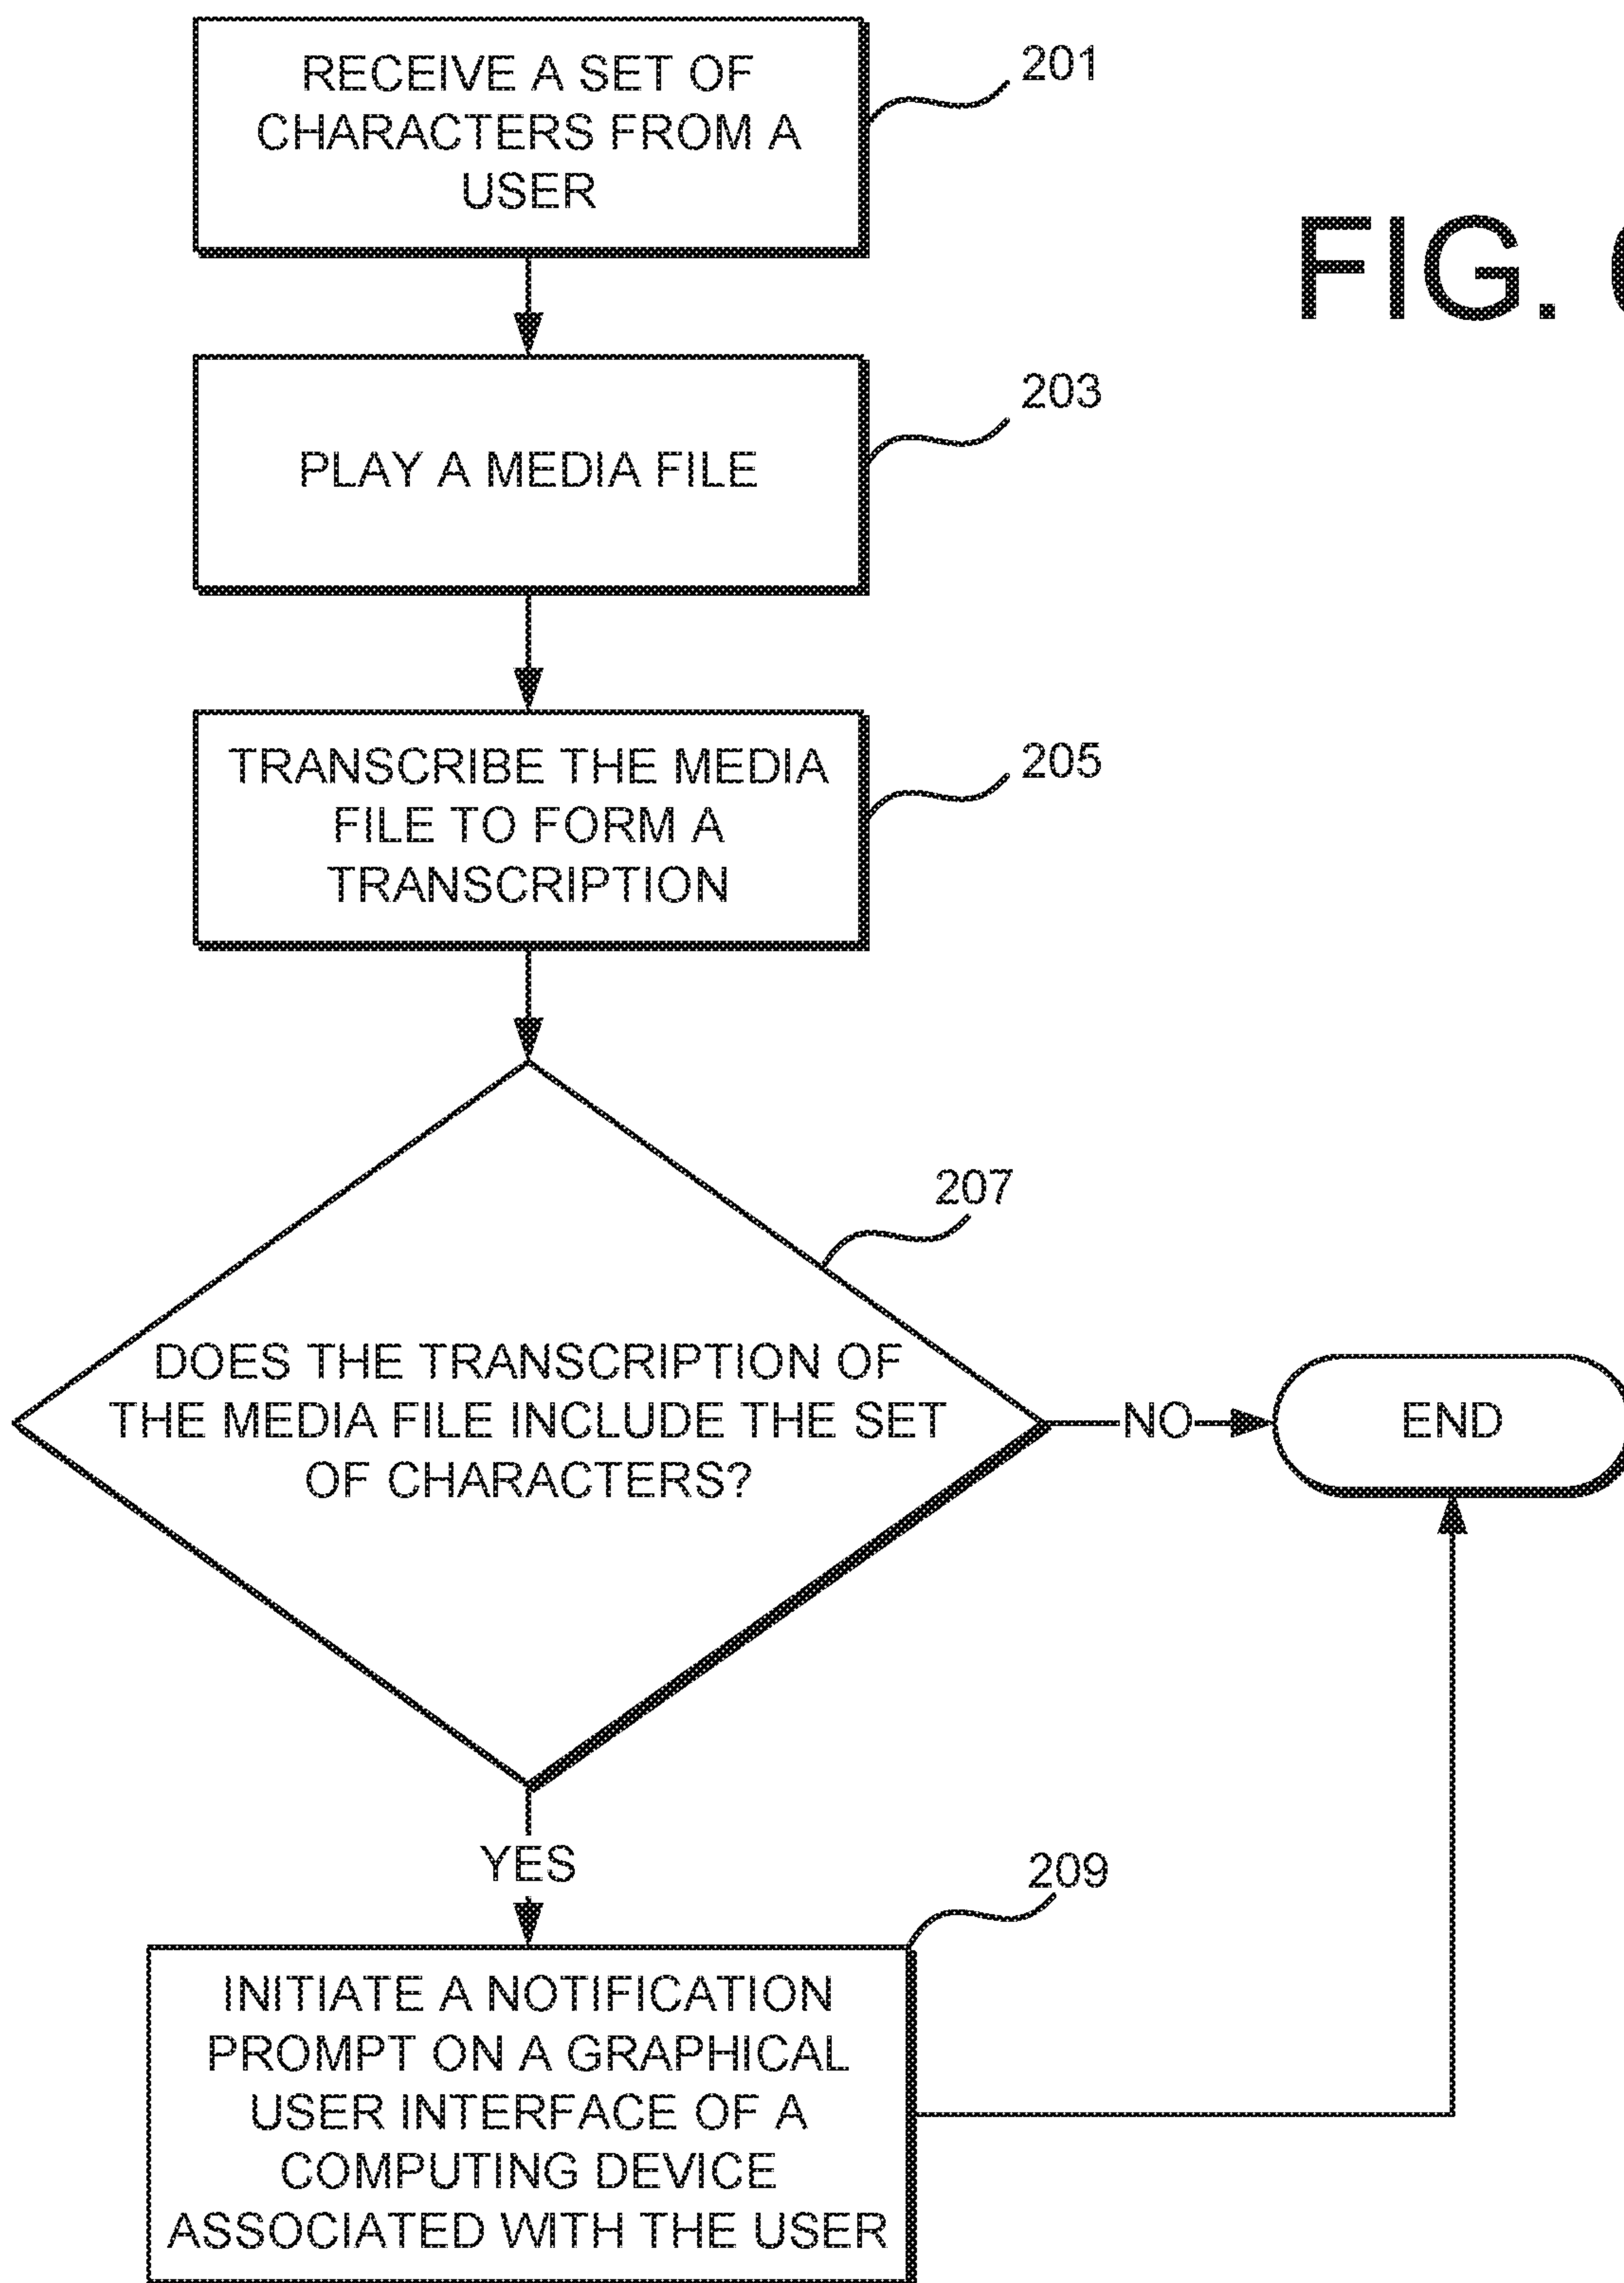 RECEIVE A SET OF
CHARACTERS FROM A
USER
201
FIG.
PLAY A MEDIA FILE
203
TRANSCRIBE THE MEDIA
FILE TO FORM A
TRANSCRIPTION
205
207
DOES THE TRANSCRIPTION OF
THE MEDIA FILE INCLUDE THE SET
OF CHARACTERS?
NO
END
YES
209
INITIATE A NOTIFICATION
PROMPT ON A GRAPHICAL
USER INTERFACE OF A
COMPUTING DEVICE
ASSOCIATED WITH THE USER